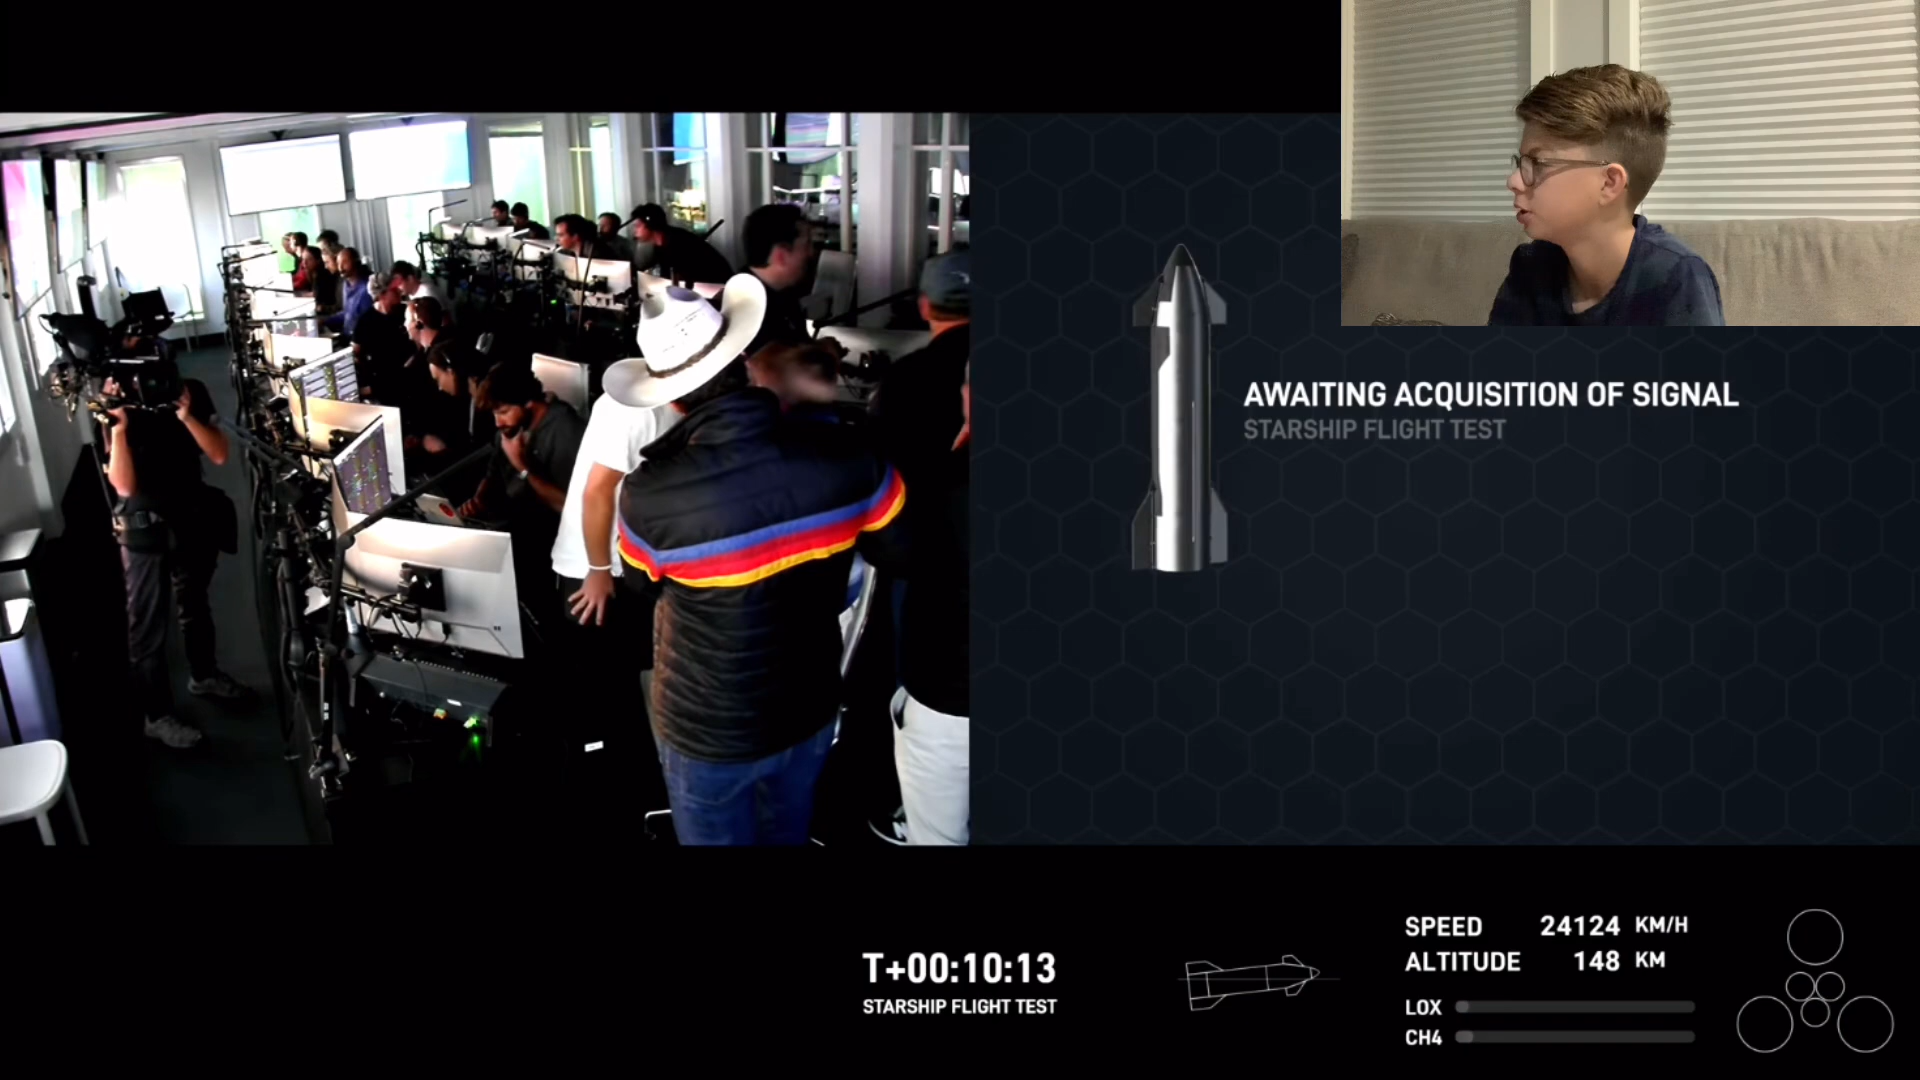 AWAITING ACQUISITION OF SIGNAL
STARSHIP FLIGHT TEST
T+00:10:13
STARSHIP FLIGHT TEST
SPEED 24124 KM/H
ALTITUDE 148 KM
LOX
CH4